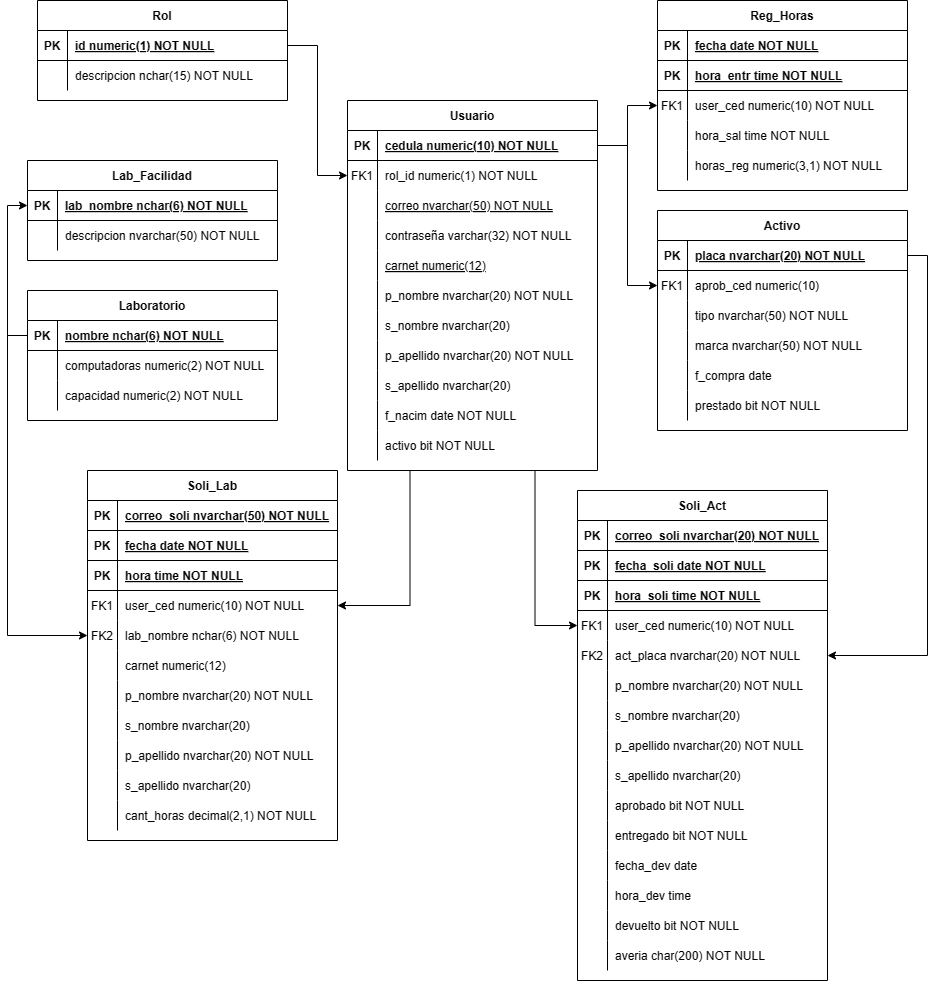 Rol
PK id numeric(1) NOT NULL
descripcion nchar(15) NOT NULL
Lab_Facilidad
PK lab_nombre nchar(6) NOT NULL
descripcion nvarchar(50) NOT NULL
Laboratorio
PK nombre nchar(6) NOT NULL
computadoras numeric(2) NOT NULL
capacidad numeric(2) NOT NULL
Usuario
PK cedula numeric(10) NOT NULL
FK1 rol_id numeric(1) NOT NULL
correo nvarchar(50) NOT NULL
contraseña varchar(32) NOT NULL
carnet numeric(12)
p_nombre nvarchar(20) NOT NULL
s_nombre nvarchar(20)
p_apellido nvarchar(20) NOT NULL
s_apellido nvarchar(20)
f_nacim date NOT NULL
activo bit NOT NULL
Reg_Horas
PK fecha date NOT NULL
PK hora_entr time NOT NULL
FK1 user_ced numeric(10) NOT NULL
hora_sal time NOT NULL
horas_reg numeric(3,1) NOT NULL
Activo
PK placa nvarchar(20) NOT NULL
FK1 aprob_ced numeric(10)
tipo nvarchar(50) NOT NULL
marca nvarchar(50) NOT NULL
f_compra date
prestado bit NOT NULL
Soli_Lab
PK correo_soli nvarchar(50) NOT NULL
PK fecha date NOT NULL
PK hora time NOT NULL
FK1 user_ced numeric(10) NOT NULL
FK2 lab_nombre nchar(6) NOT NULL
carnet numeric(12)
p_nombre nvarchar(20) NOT NULL
s_nombre nvarchar(20)
p_apellido nvarchar(20) NOT NULL
s_apellido nvarchar(20)
cant_horas decimal(2,1) NOT NULL
Soli_Act
PK correo_soli nvarchar(20) NOT NULL
PK fecha_soli date NOT NULL
PK hora_soli time NOT NULL
FK1 user_ced numeric(10) NOT NULL
FK2 act_placa nvarchar(20) NOT NULL
p_nombre nvarchar(20) NOT NULL
s_nombre nvarchar(20)
p_apellido nvarchar(20) NOT NULL
s_apellido nvarchar(20)
aprobado bit NOT NULL
entregado bit NOT NULL
fecha_dev date
hora_dev time
devuelto bit NOT NULL
averia char(200) NOT NULL